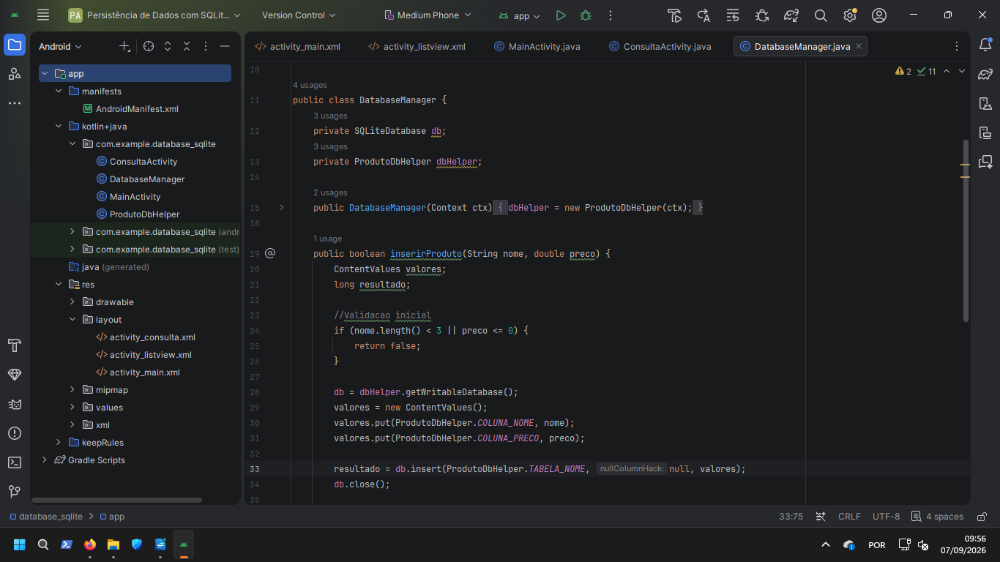 PA Persistência de Dados com SQLit... Version Control Medium Phone app
Android
activity_main.xml activity_listview.xml MainActivity.java ConsultaActivity.java DatabaseManager.java
app
manifests
AndroidManifest.xml
kotlin+java
com.example.database_sqlite
ConsultaActivity
DatabaseManager
MainActivity
ProdutoDbHelper
com.example.database_sqlite (andr
com.example.database_sqlite (test)
java (generated)
res
drawable
layout
activity_consulta.xml
activity_listview.xml
activity_main.xml
mipmap
values
xml
keepRules
Gradle Scripts
2 11
10
4 usages
11 public class DatabaseManager {
3 usages
12 private SQLiteDatabase db;
3 usages
13 private ProdutoDbHelper dbHelper;
14
2 usages
15 public DatabaseManager(Context ctx) { dbHelper = new ProdutoDbHelper(ctx); }
18
1 usage
19 public boolean inserirProduto(String nome, double preco) {
20 ContentValues valores;
21 long resultado;
22
23 //Validacao inicial
24 if (nome.length() < 3 || preco <= 0) {
25 return false;
26 }
27
28 db = dbHelper.getWritableDatabase();
29 valores = new ContentValues();
30 valores.put(ProdutoDbHelper.COLUNA_NOME, nome);
31 valores.put(ProdutoDbHelper.COLUNA_PRECO, preco);
32
33 resultado = db.insert(ProdutoDbHelper.TABELA_NOME, nullColumnHack: null, valores);
34 db.close();
35
database_sqlite app 33:75 CRLF UTF-8 4 spaces
POR
09:56
07/09/2026